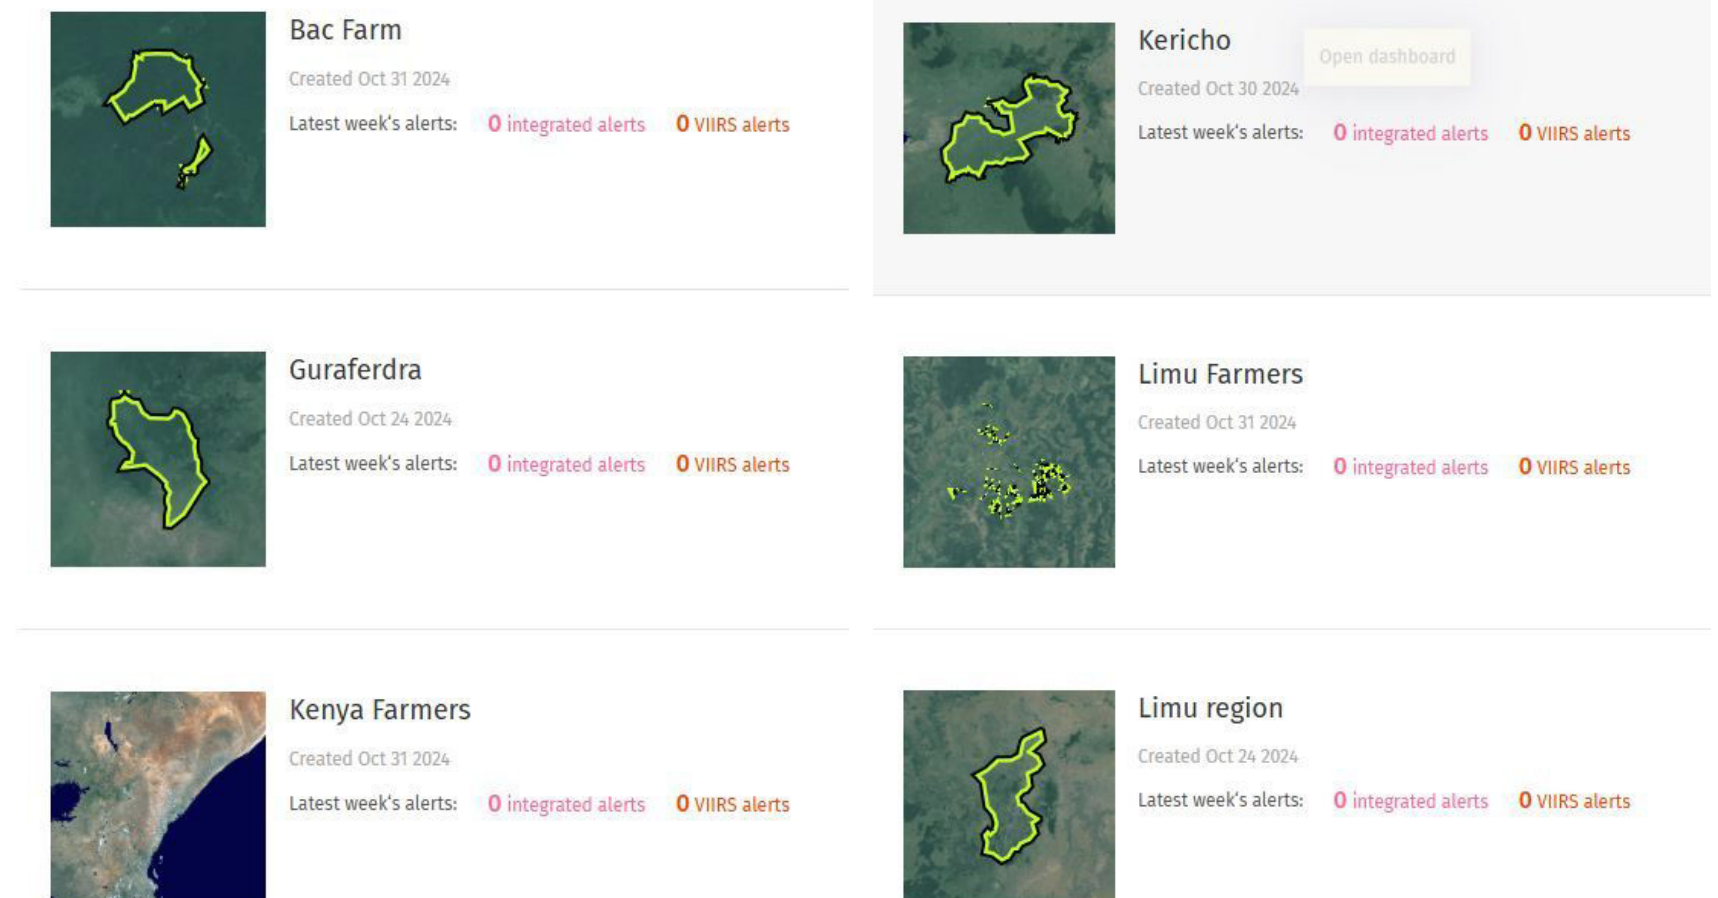 Bac Farm
Created Oct 31 2024
Latest week's alerts: 0 integrated alerts 0 VIIRS alerts
Guraferdra
Created Oct 24 2024
Latest week's alerts: 0 integrated alerts 0 VIIRS alerts
Kenya Farmers
Created Oct 31 2024
Latest week's alerts: 0 integrated alerts 0 VIIRS alerts
Kericho
Open dashboard
Created Oct 30 2024
Latest week's alerts: 0 integrated alerts 0 VIIRS alerts
Limu Farmers
Created Oct 31 2024
Latest week's alerts: 0 integrated alerts 0 VIIRS alerts
Limu region
Created Oct 24 2024
Latest week's alerts: 0 integrated alerts 0 VIIRS alerts